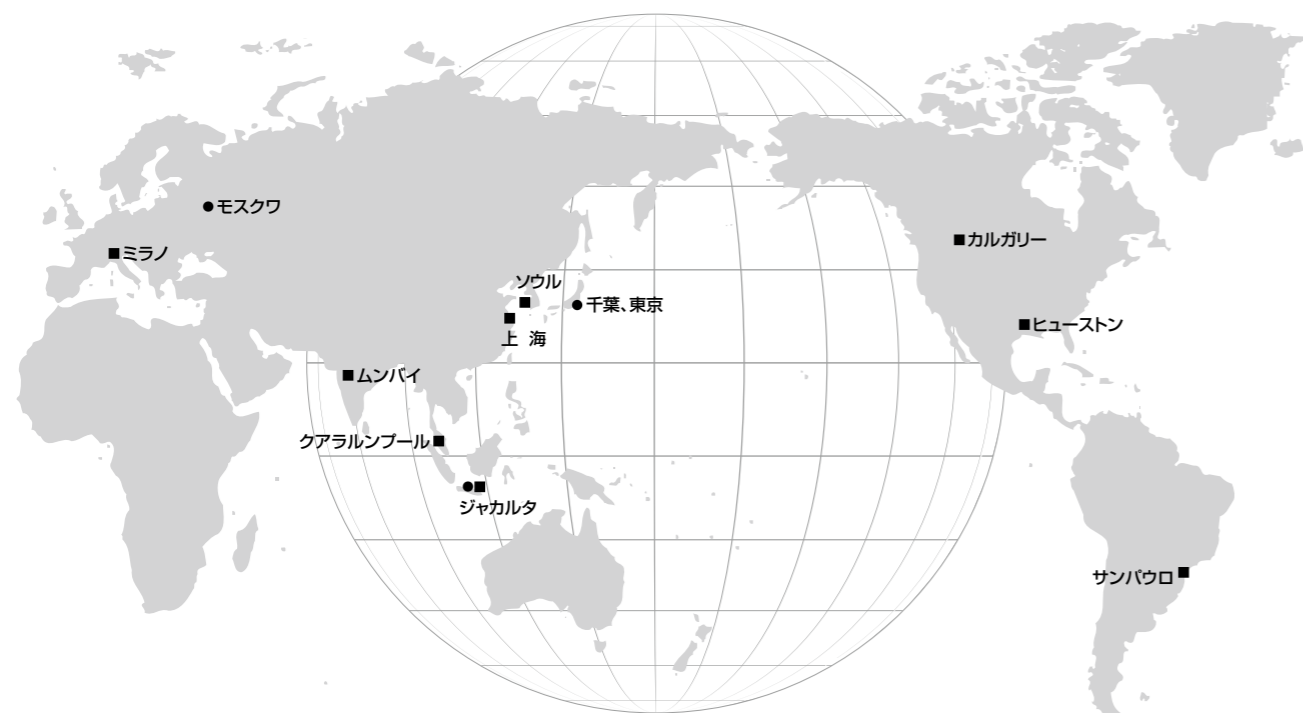 モスクワ
ミラノ
カルガリー
ソウル
千葉、東京
ヒューストン
上 海
ムンバイ
クアラルンプール
ジャカルタ
サンパウロ